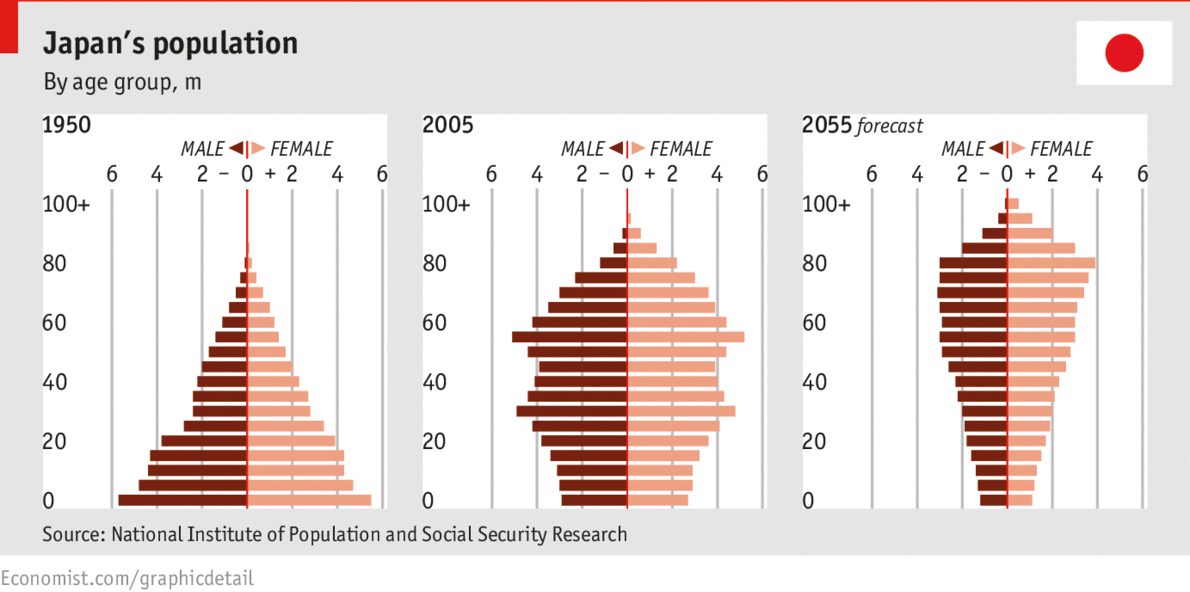 Japan's population
By age group, m
1950
MALE FEMALE
6 4 2 – 0 + 2 4 6
100+
80
60
40
20
0
2005
MALE FEMALE
6 4 2 – 0 + 2 4 6
100+
80
60
40
20
0
2055 forecast
MALE FEMALE
6 4 2 – 0 + 2 4 6
100+
80
60
40
20
0
Source: National Institute of Population and Social Security Research
Economist.com/graphicdetail